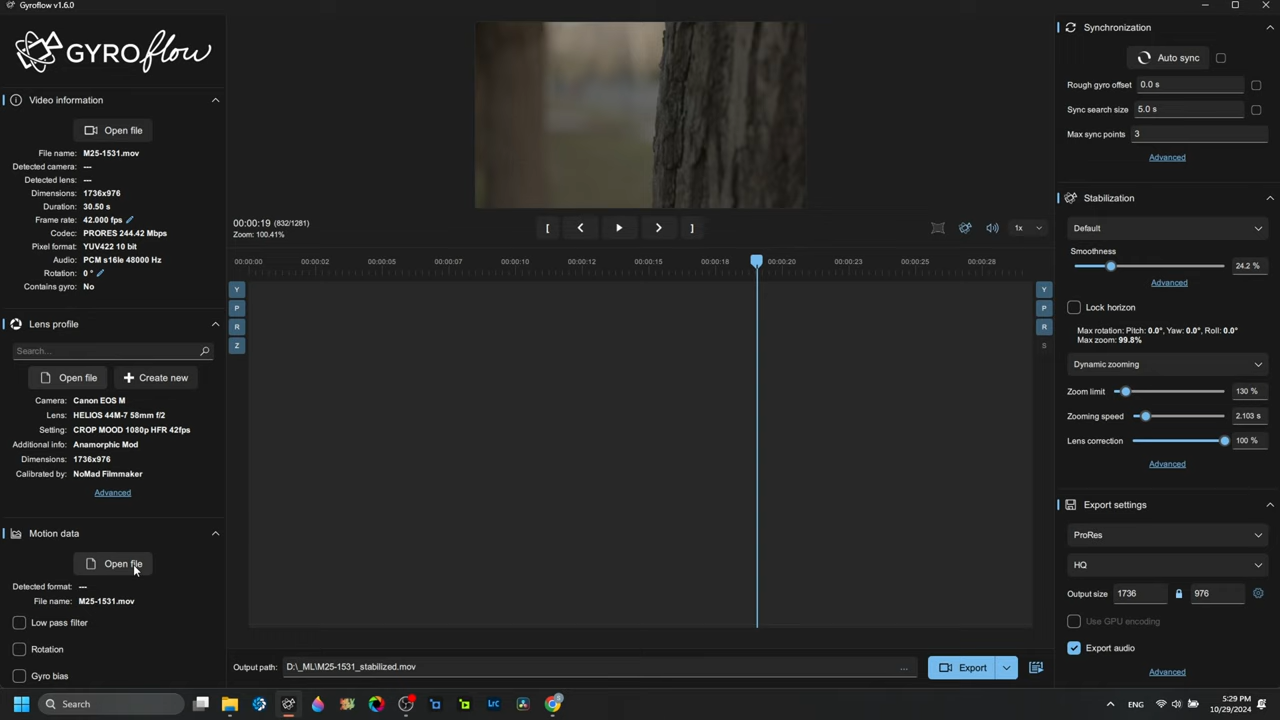 Gyroflow v1.6.0
GYROflow
Video information
Open file
File name: M25-1531.mov
Detected camera: ---
Detected lens: ---
Dimensions: 1736x976
Duration: 30.50 s
Frame rate: 42.000 fps
Codec: PRORES 244.42 Mbps
Pixel format: YUV422 10 bit
Audio: PCM s16le 48000 Hz
Rotation: 0 °
Contains gyro: No
Lens profile
Search...
Open file
Create new
Camera: Canon EOS M
Lens: HELIOS 44M-7 58mm f/2
Setting: CROP MOOD 1080p HFR 42fps
Additional info: Anamorphic Mod
Dimensions: 1736x976
Calibrated by: NoMad Filmmaker
Advanced
Motion data
Open file
Detected format: ---
File name: M25-1531.mov
Low pass filter
Rotation
Gyro bias
00:00:19 (832/1281)
Zoom: 100.41%
[
]
1x
00:00:00 00:00:02 00:00:05 00:00:07 00:00:10 00:00:12 00:00:15 00:00:18 00:00:20 00:00:23 00:00:25 00:00:28
Y
P
R
Z
Y
P
R
S
Output path: D:\_ML\M25-1531_stabilized.mov ...
Export
Synchronization
Auto sync
Rough gyro offset 0.0 s
Sync search size 5.0 s
Max sync points 3
Advanced
Stabilization
Default
Smoothness
24.2 %
Advanced
Lock horizon
Max rotation: Pitch: 0.0°, Yaw: 0.0°, Roll: 0.0°
Max zoom: 99.8%
Dynamic zooming
Zoom limit 130 %
Zooming speed 2.103 s
Lens correction 100 %
Advanced
Export settings
ProRes
HQ
Output size 1736 976
Use GPU encoding
Export audio
Advanced
Search
LrC
3
ENG
5:29 PM
10/29/2024